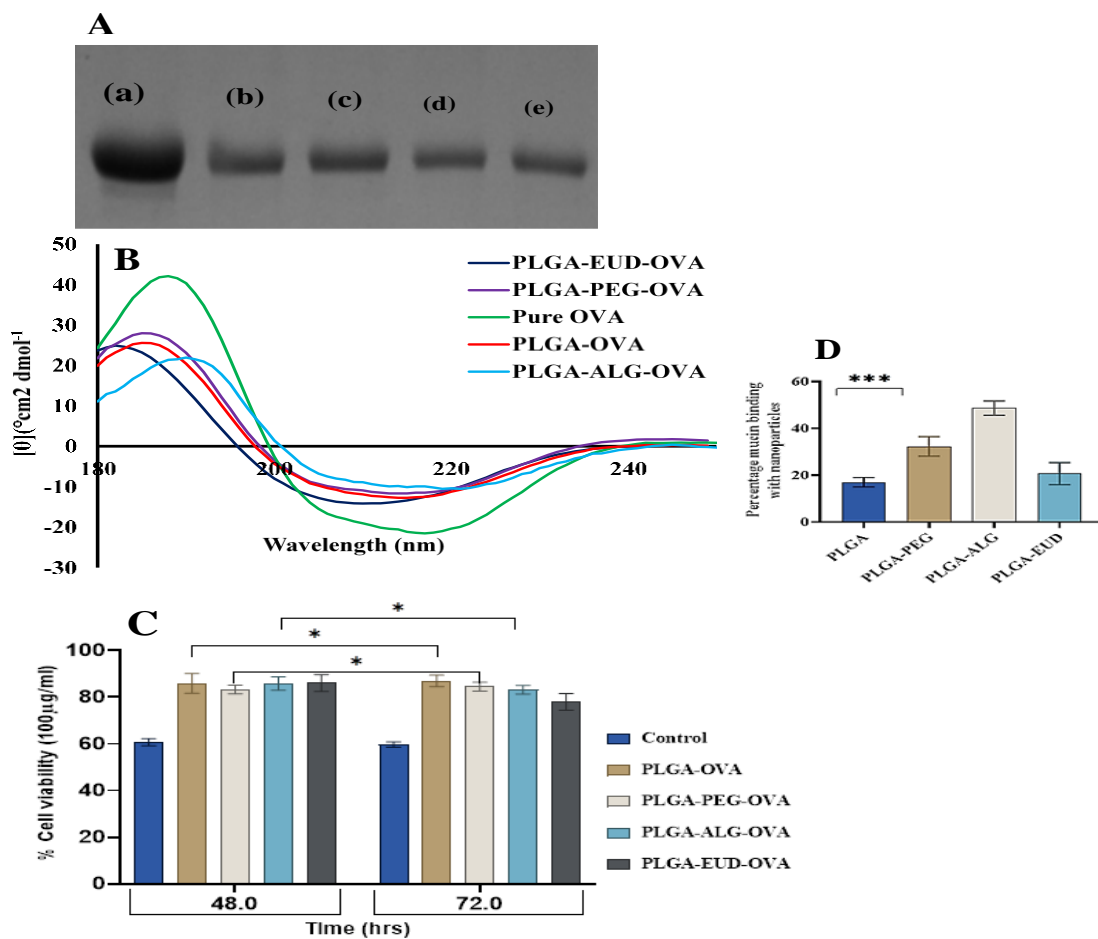 A
(a)
(b)
(c)
(d)
(e)
B
50
40
30
20
10
0
-10
-20
-30
[θ](°cm2 dmol-1
180
200
220
240
Wavelength (nm)
PLGA-EUD-OVA
PLGA-PEG-OVA
Pure OVA
PLGA-OVA
PLGA-ALG-OVA
D
***
60
40
20
0
Percentage mucin binding
with nanoparticles
PLGA
PLGA-PEG
PLGA-ALG
PLGA-EUD
C
*
*
*
100
80
60
40
20
0
% Cell viability (100µg/ml)
48.0
72.0
Time (hrs)
Control
PLGA-OVA
PLGA-PEG-OVA
PLGA-ALG-OVA
PLGA-EUD-OVA